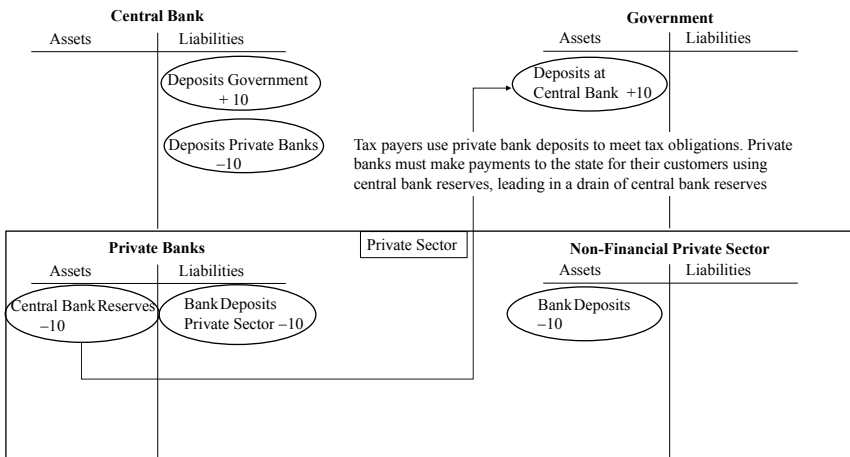 Central Bank
Assets Liabilities
Deposits Government
+ 10
Deposits Private Banks
–10
Government
Assets Liabilities
Deposits at
Central Bank +10
Tax payers use private bank deposits to meet tax obligations. Private
banks must make payments to the state for their customers using
central bank reserves, leading in a drain of central bank reserves
Private Sector
Private Banks
Assets Liabilities
Central Bank Reserves
–10
Bank Deposits
Private Sector –10
Non-Financial Private Sector
Assets Liabilities
Bank Deposits
–10